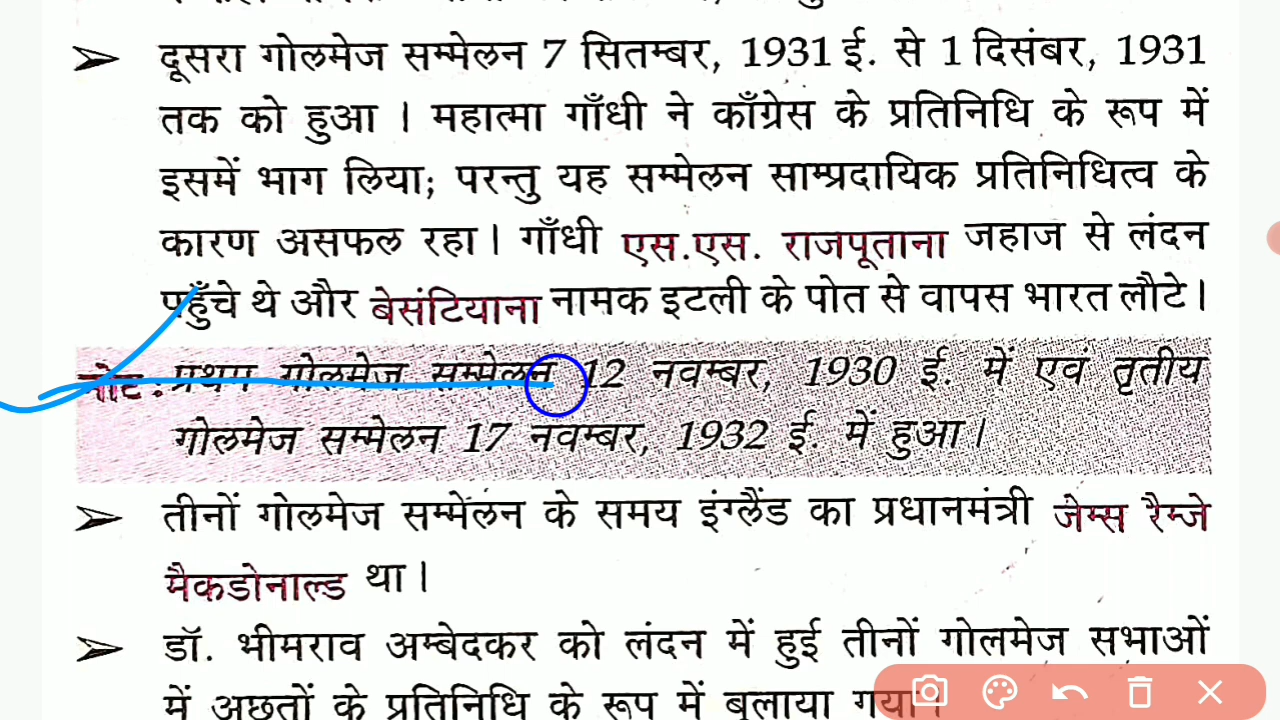 दूसरा गोलमेज सम्मेलन 7 सितम्बर, 1931 ई. से 1 दिसंबर, 1931
तक को हुआ । महात्मा गाँधी ने काँग्रेस के प्रतिनिधि के रूप में
इसमें भाग लिया; परन्तु यह सम्मेलन साम्प्रदायिक प्रतिनिधित्व के
कारण असफल रहा । गाँधी एस.एस. राजपूताना जहाज से लंदन
पहुँचे थे और बेसंटियाना नामक इटली के पोत से वापस भारत लौटे ।
नोट : प्रथम गोलमेज सम्मेलन 12 नवम्बर, 1930 ई. में एवं तृतीय
गोलमेज सम्मेलन 17 नवम्बर, 1932 ई. में हुआ ।
तीनों गोलमेज सम्मेलन के समय इंग्लैंड का प्रधानमंत्री जेम्स रैम्जे
मैकडोनाल्ड था ।
डॉ. भीमराव अम्बेदकर को लंदन में हुई तीनों गोलमेज सभाओं
में अछूतों के प्रतिनिधि के रूप में बुलाया गया ।